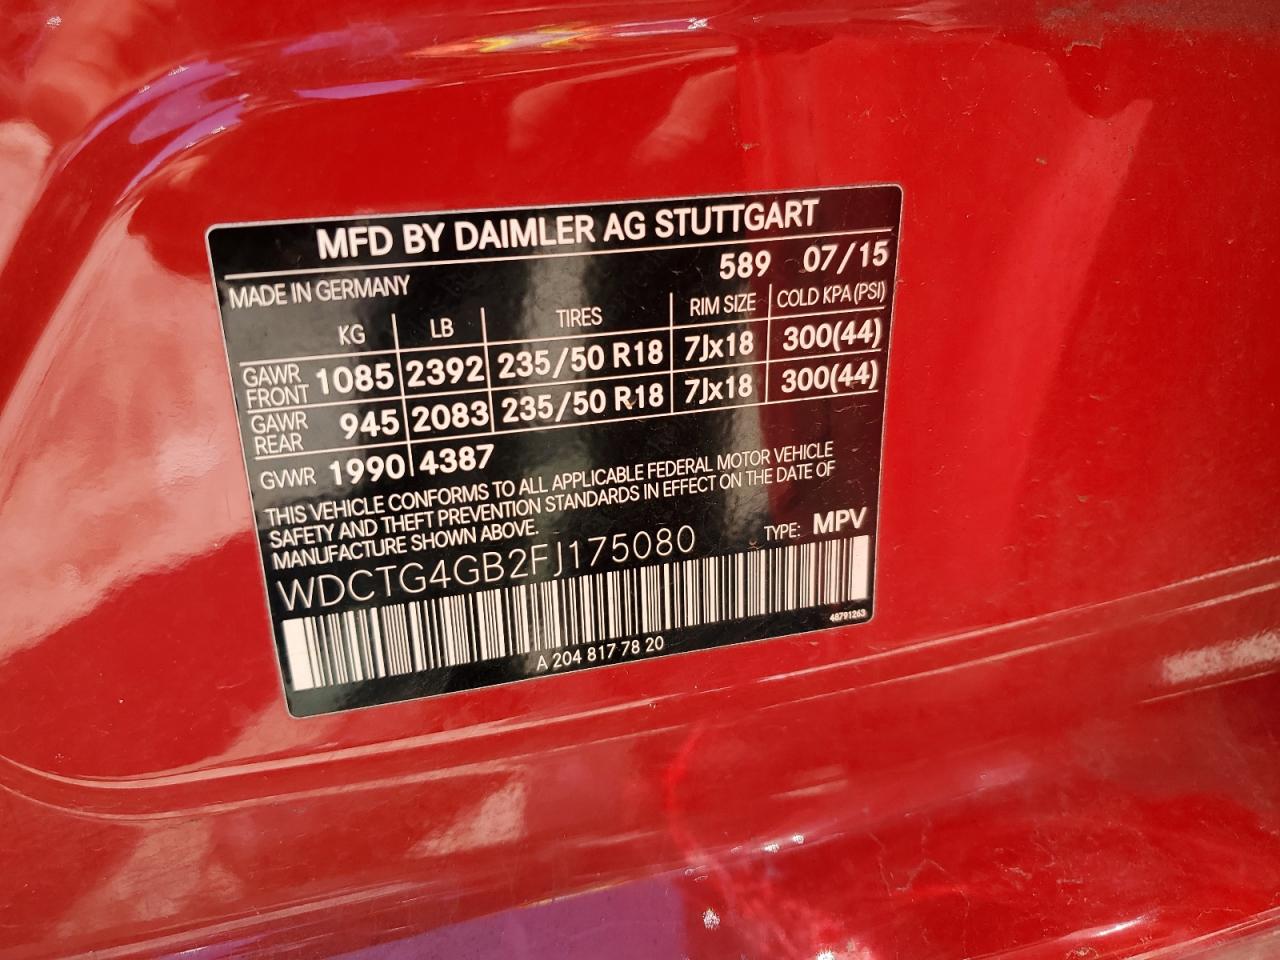 MFD BY DAIMLER AG STUTTGART
589 07/15
MADE IN GERMANY
KG LB TIRES RIM SIZE COLD KPA (PSI)
GAWR FRONT 1085 2392 235/50 R18 7Jx18 300(44)
GAWR REAR 945 2083 235/50 R18 7Jx18 300(44)
GVWR 1990 4387
THIS VEHICLE CONFORMS TO ALL APPLICABLE FEDERAL MOTOR VEHICLE
SAFETY AND THEFT PREVENTION STANDARDS IN EFFECT ON THE DATE OF
MANUFACTURE SHOWN ABOVE.
TYPE: MPV
WDCTG4GB2FJ175080
48791263
A 204 817 78 20